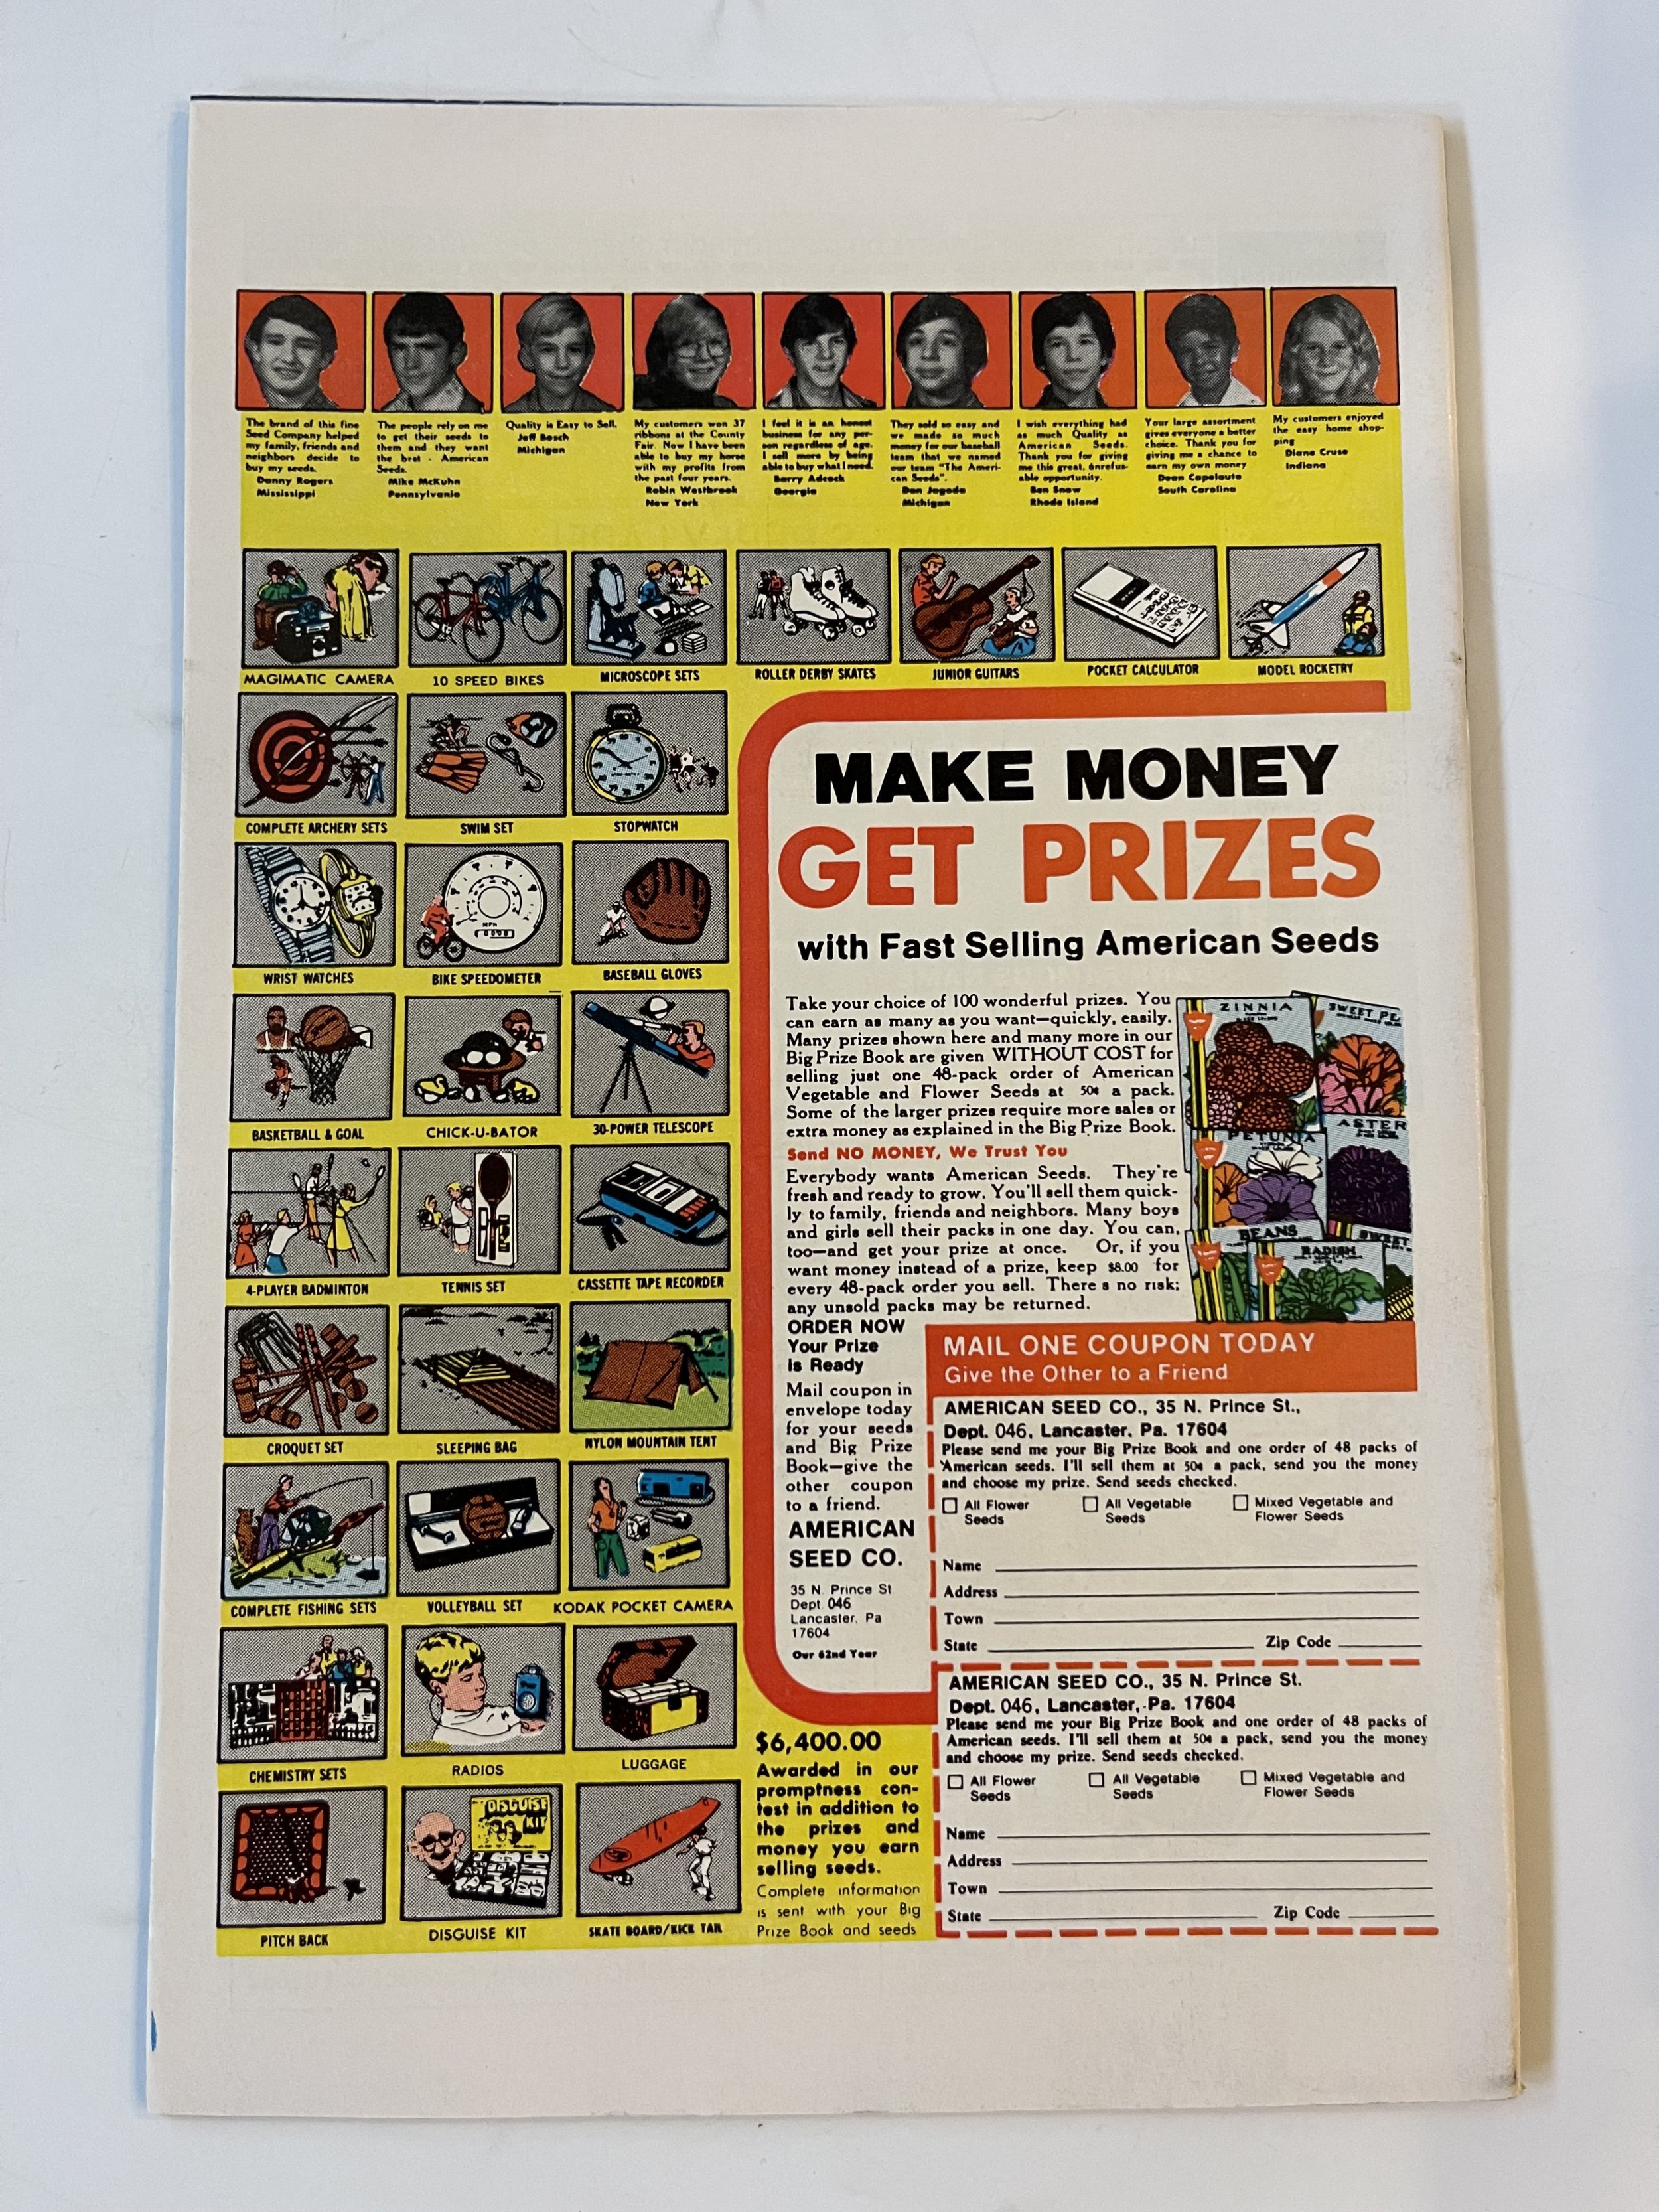 The brand of this fine
Seed Company helped
my family, friends and
neighbors decide to
buy my seeds.
Danny Rogers
Mississippi
The people rely on me
to get their seeds to
them and they want
the brst - American
Seeds.
Mike McKuhn
Pennsylvania
Quality is Easy to Sell.
Jeff Bosch
Michigan
My customers won 37
ribbons at the County
Fair. Now I have been
able to buy my horse
with my profits from
the past four years.
Robin Westbrook
New York
I feel it is an honest
business for any per-
son regardless of age.
I sell more by being
able to buy what I need.
Barry Adcock
Georgia
They sold so easy and
we made so much
money for our baseball
team that we named
our team "The Ameri-
can Seeds".
Don Jagoda
Michigan
I wish everything had
as much Quality as
American Seeds.
Thank you for giving
me this great, unrefus-
able opportunity.
Ben Snow
Rhode Island
Your large assortment
gives everyone a better
choice. Thank you for
giving me a chance to
earn my own money
Dean Capelouto
South Carolina
My customers enjoyed
the easy home shop-
ping
Diane Cruse
Indiana
MAGIMATIC CAMERA
10 SPEED BIKES
MICROSCOPE SETS
ROLLER DERBY SKATES
JUNIOR GUITARS
POCKET CALCULATOR
MODEL ROCKETRY
COMPLETE ARCHERY SETS
SWIM SET
STOPWATCH
WRIST WATCHES
MPH
BIKE SPEEDOMETER
BASEBALL GLOVES
BASKETBALL & GOAL
CHICK-U-BATOR
30-POWER TELESCOPE
4-PLAYER BADMINTON
TENNIS SET
CASSETTE TAPE RECORDER
CROQUET SET
SLEEPING BAG
NYLON MOUNTAIN TENT
COMPLETE FISHING SETS
VOLLEYBALL SET
KODAK POCKET CAMERA
CHEMISTRY SETS
RADIOS
LUGGAGE
PITCH BACK
DISGUISE
KIT
DISGUISE KIT
SKATE BOARD/KICK TAIL
MAKE MONEY
GET PRIZES
with Fast Selling American Seeds
Take your choice of 100 wonderful prizes. You
can earn as many as you want—quickly, easily.
Many prizes shown here and many more in our
Big Prize Book are given WITHOUT COST for
selling just one 48-pack order of American
Vegetable and Flower Seeds at 50¢ a pack.
Some of the larger prizes require more sales or
extra money as explained in the Big Prize Book.
Send NO MONEY, We Trust You
Everybody wants American Seeds. They're
fresh and ready to grow. You'll sell them quick-
ly to family, friends and neighbors. Many boys
and girls sell their packs in one day. You can,
too—and get your prize at once. Or, if you
want money instead of a prize, keep $8.00 for
every 48-pack order you sell. There s no risk;
any unsold packs may be returned.
ZINNIA
SWEET PE
ASTER
PETUNIA
BEANS
RADISH
SWEET
ORDER NOW
Your Prize
is Ready
Mail coupon in
envelope today
for your seeds
and Big Prize
Book—give the
other coupon
to a friend.
AMERICAN
SEED CO.
35 N. Prince St
Dept. 046
Lancaster, Pa
17604
Our 62nd Year
$6,400.00
Awarded in our
promptness con-
test in addition to
the prizes and
money you earn
selling seeds.
Complete information
is sent with your Big
Prize Book and seeds
MAIL ONE COUPON TODAY
Give the Other to a Friend
AMERICAN SEED CO., 35 N. Prince St.,
Dept. 046, Lancaster, Pa. 17604
Please send me your Big Prize Book and one order of 48 packs of
American seeds. I'll sell them at 50¢ a pack, send you the money
and choose my prize. Send seeds checked.
All Flower Seeds
All Vegetable Seeds
Mixed Vegetable and Flower Seeds
Name
Address
Town
State Zip Code
AMERICAN SEED CO., 35 N. Prince St.
Dept. 046, Lancaster, Pa. 17604
Please send me your Big Prize Book and one order of 48 packs of
American seeds. I'll sell them at 50¢ a pack, send you the money
and choose my prize. Send seeds checked.
All Flower Seeds
All Vegetable Seeds
Mixed Vegetable and Flower Seeds
Name
Address
Town
State Zip Code